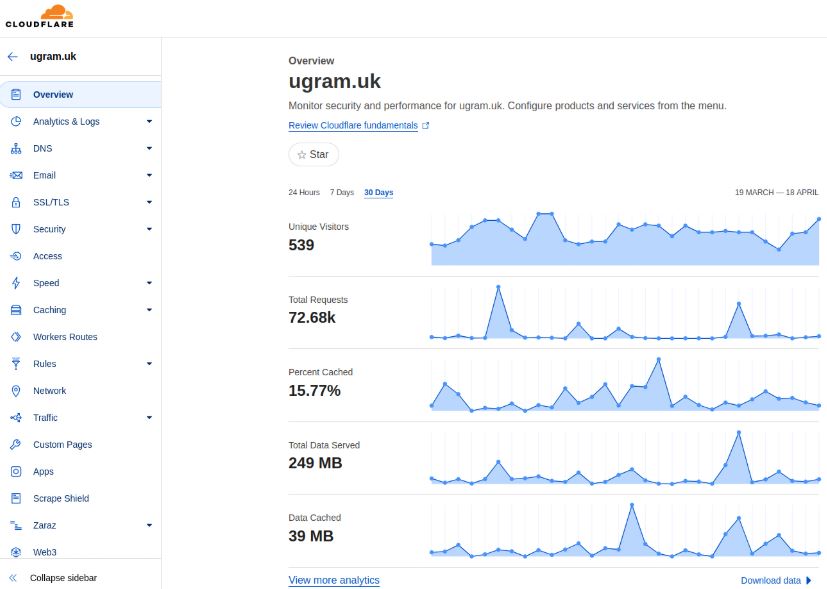 CLOUDFLARE
ugram.uk
Overview
Analytics & Logs
DNS
Email
SSL/TLS
Security
Access
Speed
Caching
Workers Routes
Rules
Network
Traffic
Custom Pages
Apps
Scrape Shield
Zaraz
Web3
Collapse sidebar
Overview
ugram.uk
Monitor security and performance for ugram.uk. Configure products and services from the menu.
Review Cloudflare fundamentals
Star
24 Hours 7 Days 30 Days 19 MARCH — 18 APRIL
Unique Visitors
539
Total Requests
72.68k
Percent Cached
15.77%
Total Data Served
249 MB
Data Cached
39 MB
View more analytics Download data